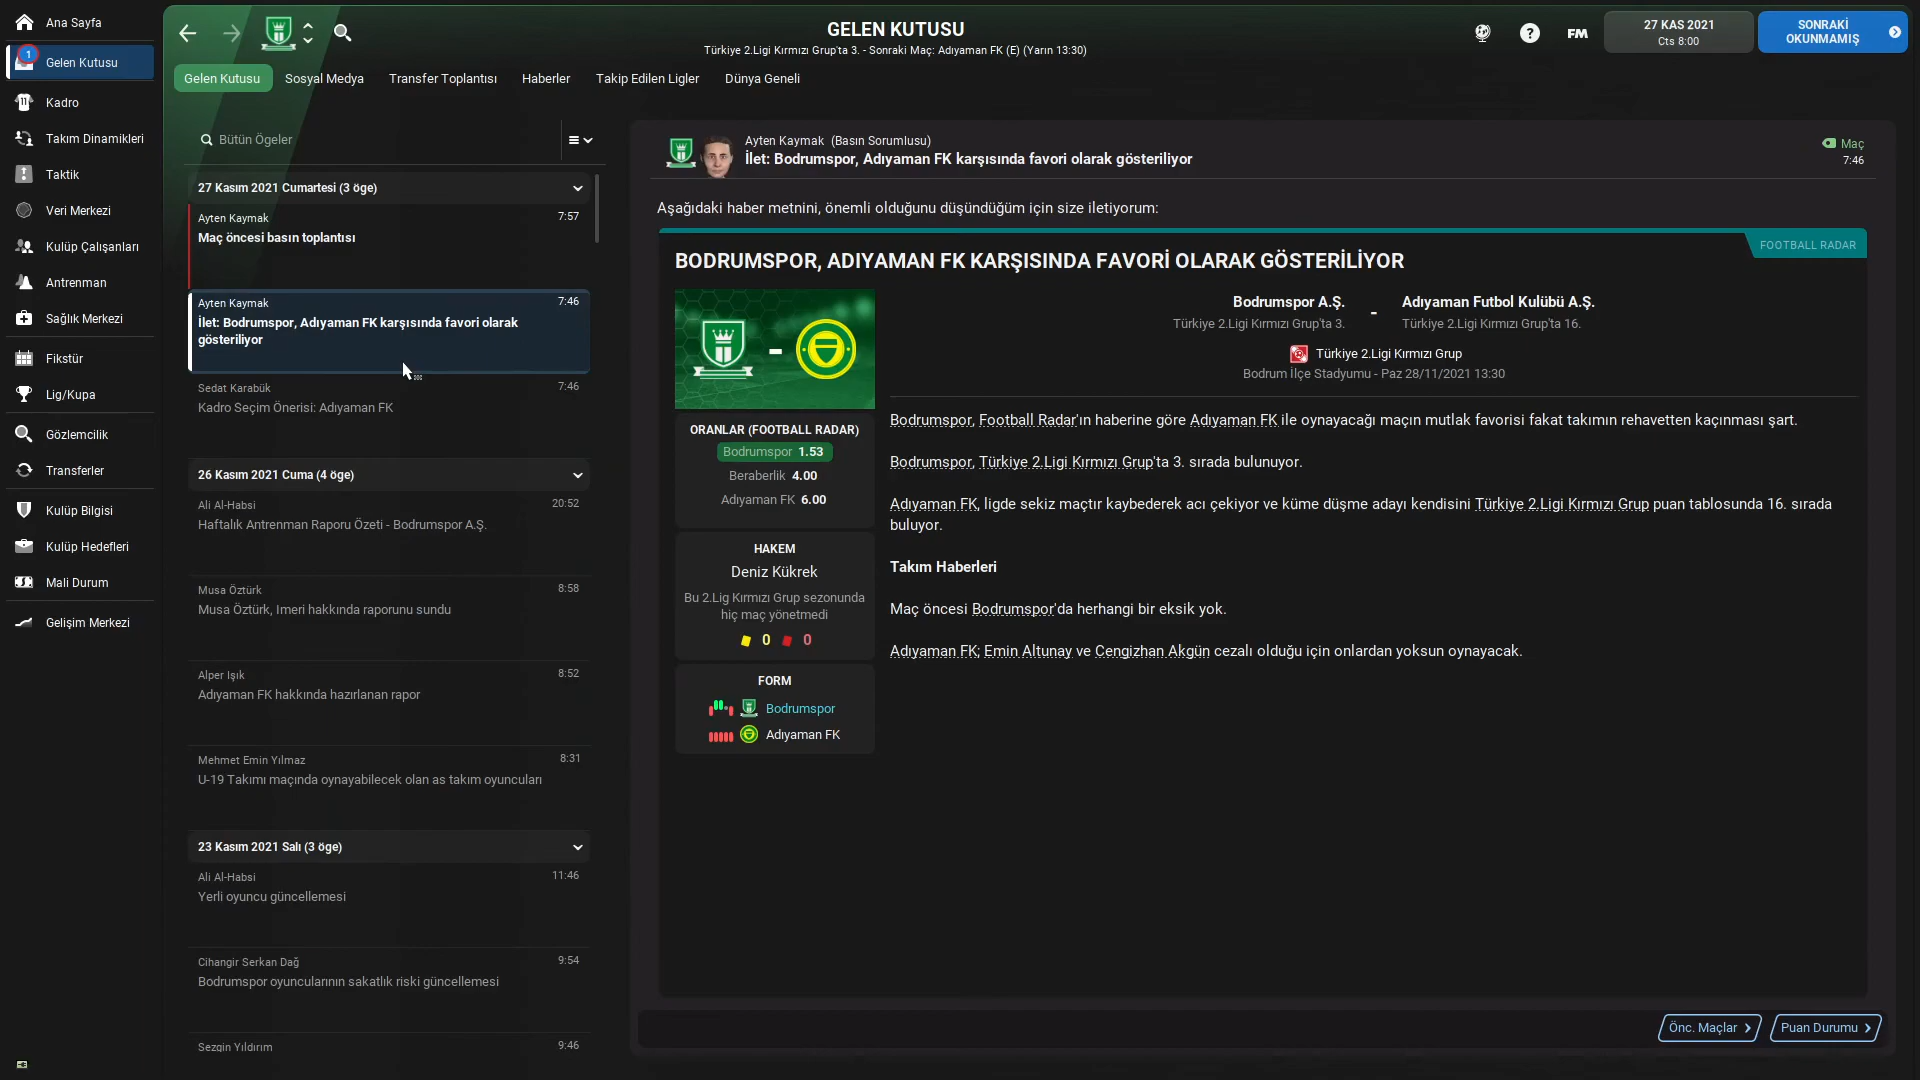 Ana Sayfa
1
Gelen Kutusu
Kadro
Takım Dinamikleri
Taktik
Veri Merkezi
Kulüp Çalışanları
Antrenman
Sağlık Merkezi
Fikstür
Lig/Kupa
Gözlemcilik
Transferler
Kulüp Bilgisi
Kulüp Hedefleri
Mali Durum
Gelişim Merkezi
GELEN KUTUSU
Türkiye 2.Ligi Kırmızı Grup'ta 3. - Sonraki Maç: Adıyaman FK (E) (Yarın 13:30)
FM
27 KAS 2021
Cts 8:00
SONRAKİ
OKUNMAMIŞ
Gelen Kutusu
Sosyal Medya
Transfer Toplantısı
Haberler
Takip Edilen Ligler
Dünya Geneli
Bütün Ögeler
27 Kasım 2021 Cumartesi (3 öge)
Ayten Kaymak 7:57
Maç öncesi basın toplantısı
Ayten Kaymak 7:46
İlet: Bodrumspor, Adıyaman FK karşısında favori olarak
gösteriliyor
Sedat Karabük 7:46
Kadro Seçim Önerisi: Adıyaman FK
26 Kasım 2021 Cuma (4 öge)
Ali Al-Habsi 20:52
Haftalık Antrenman Raporu Özeti - Bodrumspor A.Ş.
Musa Öztürk 8:58
Musa Öztürk, Imeri hakkında raporunu sundu
Alper Işık 8:52
Adıyaman FK hakkında hazırlanan rapor
Mehmet Emin Yılmaz 8:31
U-19 Takımı maçında oynayabilecek olan as takım oyuncuları
23 Kasım 2021 Salı (3 öge)
Ali Al-Habsi 11:46
Yerli oyuncu güncellemesi
Cihangir Serkan Dağ 9:54
Bodrumspor oyuncularının sakatlık riski güncellemesi
Sezgin Yıldırım 9:46
Ayten Kaymak (Basın Sorumlusu)
İlet: Bodrumspor, Adıyaman FK karşısında favori olarak gösteriliyor
Maç
7:46
Aşağıdaki haber metnini, önemli olduğunu düşündüğüm için size iletiyorum:
FOOTBALL RADAR
BODRUMSPOR, ADIYAMAN FK KARŞISINDA FAVORİ OLARAK GÖSTERİLİYOR
ORANLAR (FOOTBALL RADAR)
Bodrumspor 1.53
Beraberlik 4.00
Adıyaman FK 6.00
HAKEM
Deniz Kükrek
Bu 2.Lig Kırmızı Grup sezonunda
hiç maç yönetmedi
0 0
FORM
Bodrumspor
Adıyaman FK
Bodrumspor A.Ş. - Adıyaman Futbol Kulübü A.Ş.
Türkiye 2.Ligi Kırmızı Grup'ta 3. Türkiye 2.Ligi Kırmızı Grup'ta 16.
Türkiye 2.Ligi Kırmızı Grup
Bodrum İlçe Stadyumu - Paz 28/11/2021 13:30
Bodrumspor, Football Radar'ın haberine göre Adıyaman FK ile oynayacağı maçın mutlak favorisi fakat takımın rehavetten kaçınması şart.
Bodrumspor, Türkiye 2.Ligi Kırmızı Grup'ta 3. sırada bulunuyor.
Adıyaman FK, ligde sekiz maçtır kaybederek acı çekiyor ve küme düşme adayı kendisini Türkiye 2.Ligi Kırmızı Grup puan tablosunda 16. sırada
buluyor.
Takım Haberleri
Maç öncesi Bodrumspor'da herhangi bir eksik yok.
Adıyaman FK; Emin Altunay ve Cengizhan Akgün cezalı olduğu için onlardan yoksun oynayacak.
Önc. Maçlar
Puan Durumu